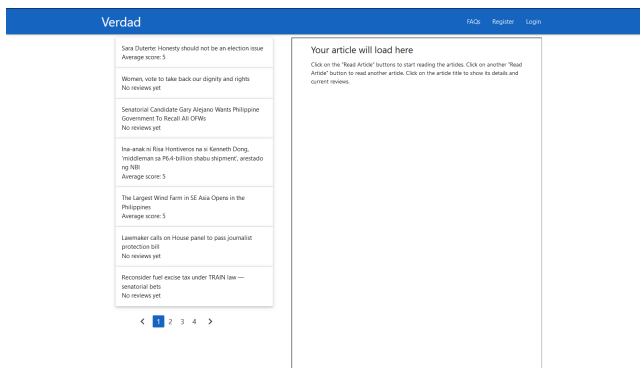 Verdad
FAQs Register Login
Sara Duterte: Honesty should not be an election issue
Average score: 5
Women, vote to take back our dignity and rights
No reviews yet
Senatorial Candidate Gary Alejano Wants Philippine
Government To Recall All OFWs
No reviews yet
Ina-anak ni Risa Hontiveros na si Kenneth Dong,
'middleman sa P6.4-billion shabu shipment', arestado
ng NBI
Average score: 5
The Largest Wind Farm in SE Asia Opens in the
Philippines
Average score: 5
Lawmaker calls on House panel to pass journalist
protection bill
No reviews yet
Reconsider fuel excise tax under TRAIN law —
senatorial bets
No reviews yet
1 2 3 4
Your article will load here
Click on the "Read Article" buttons to start reading the articles. Click on another "Read
Article" button to read another article. Click on the article title to show its details and
current reviews.